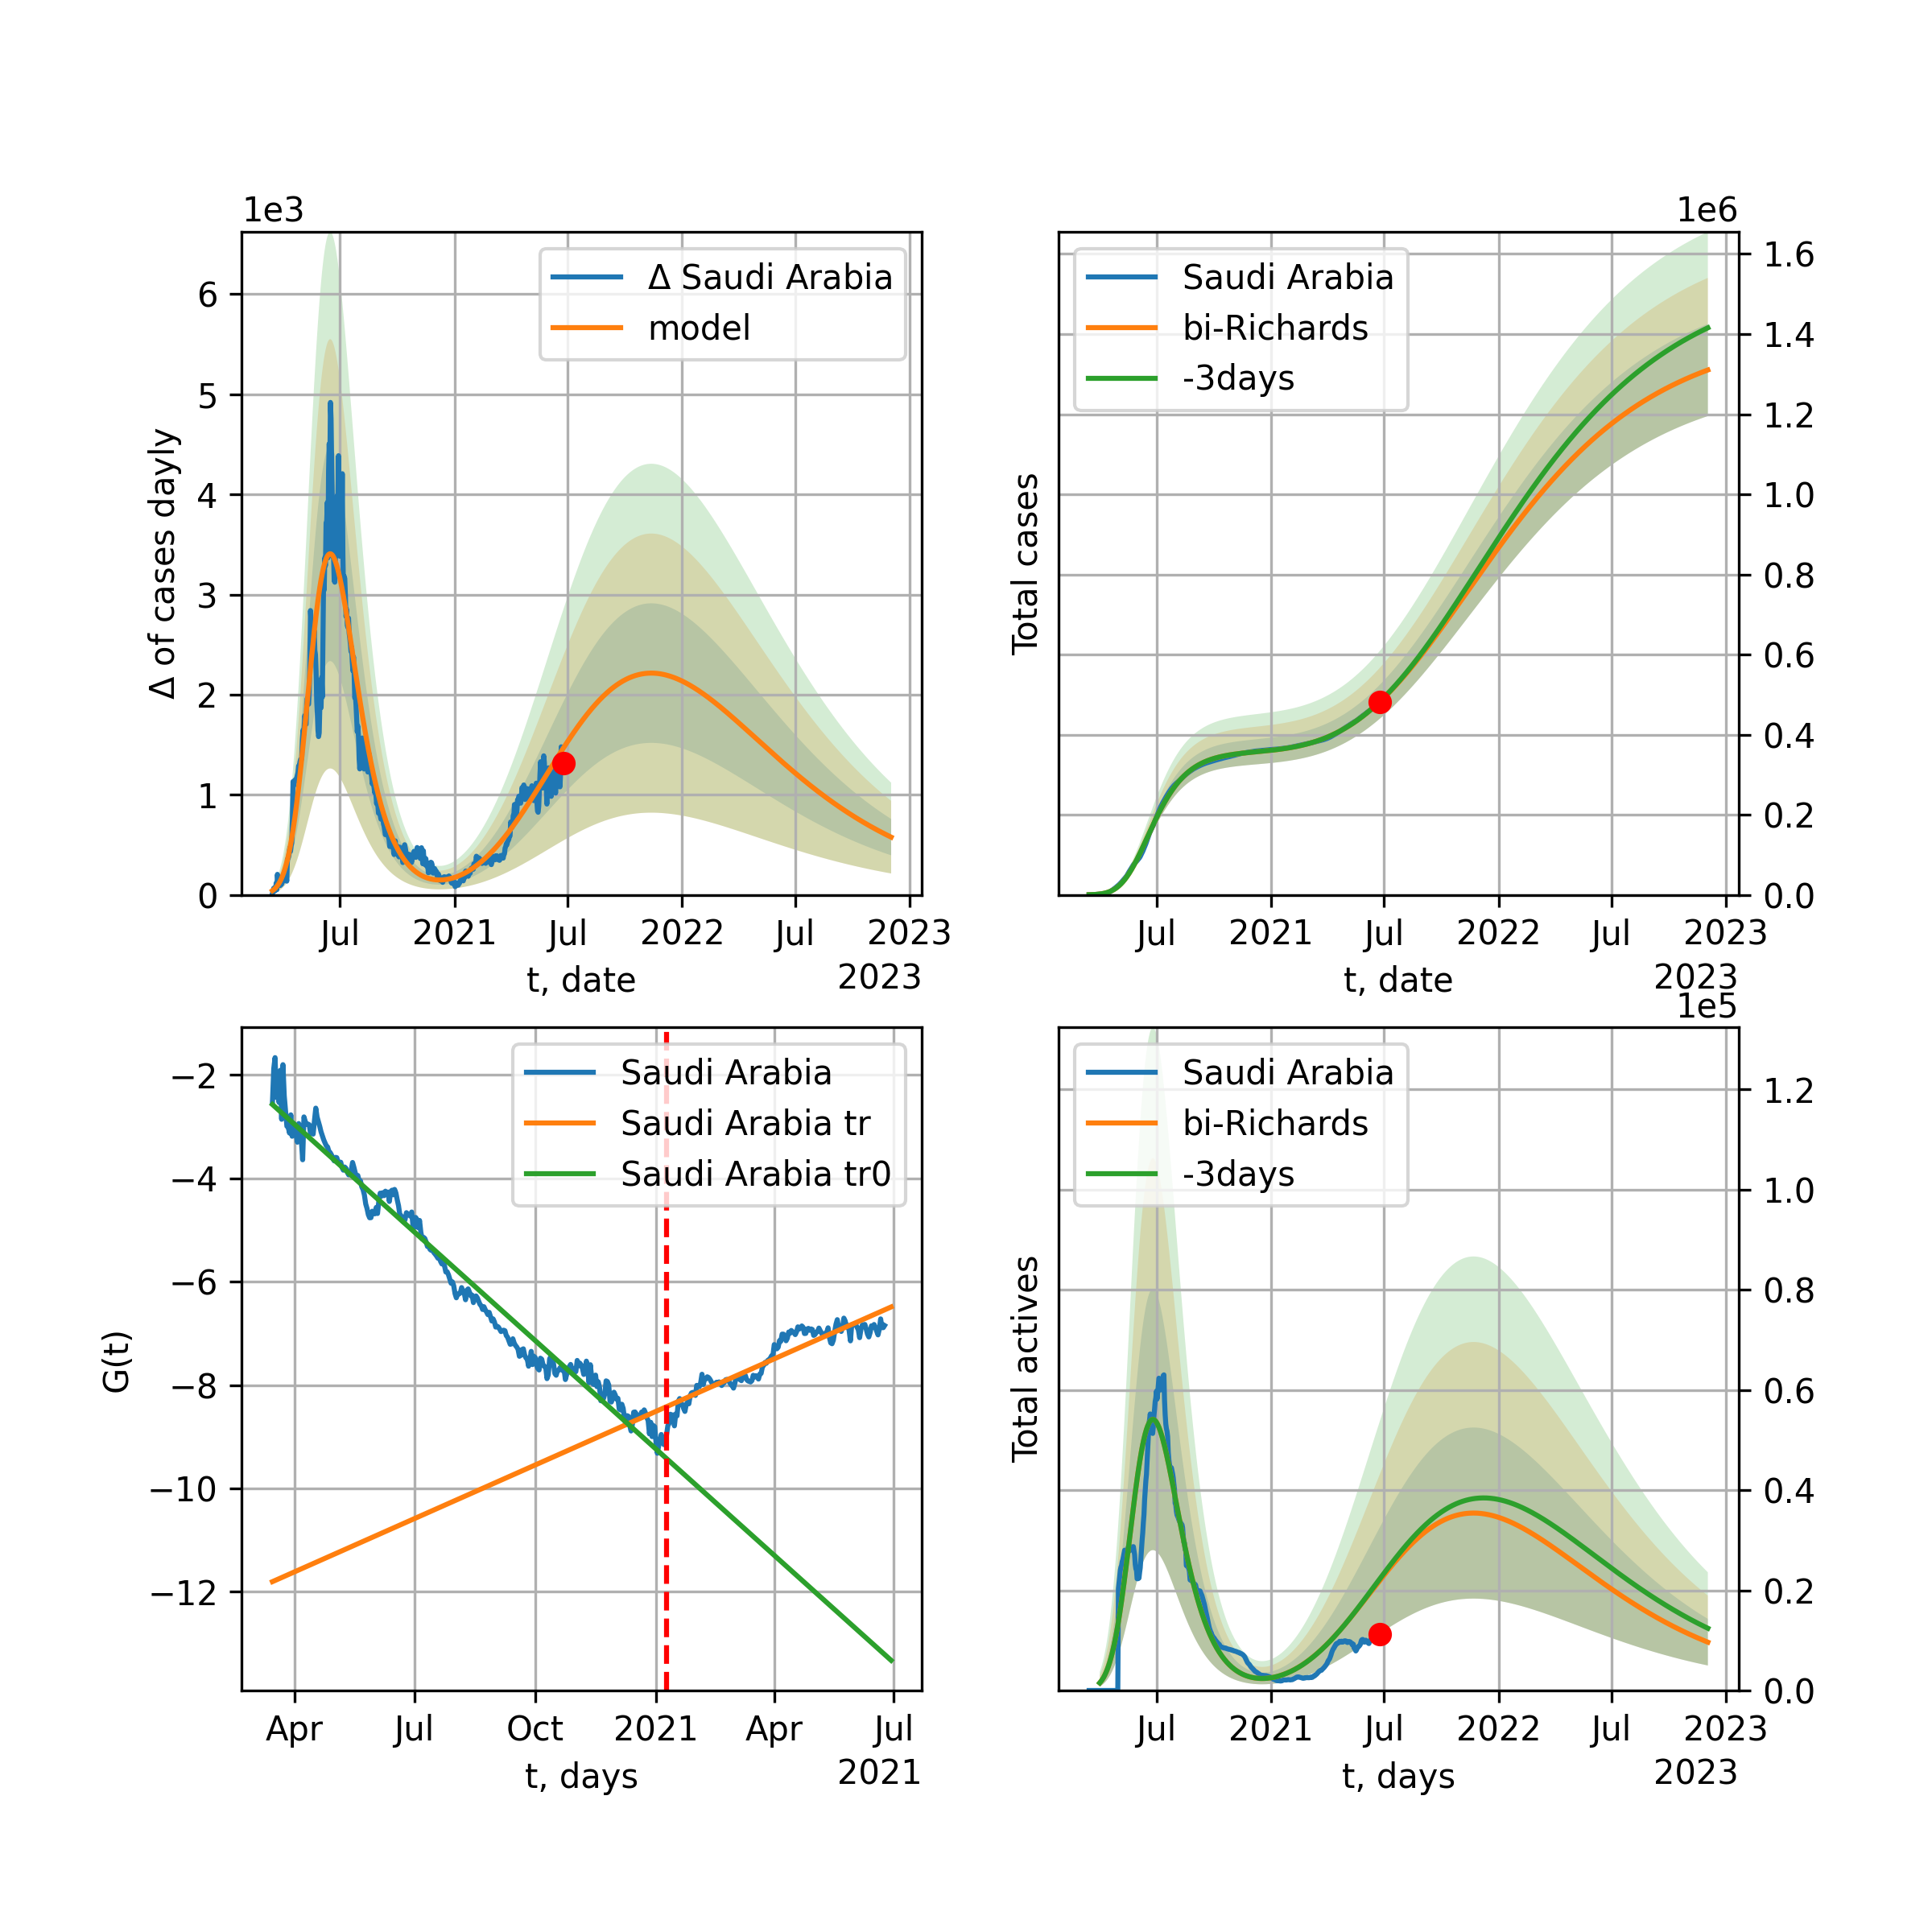 1e3
Δ of cases dayly
6
5
4
3
2
1
0
Δ Saudi Arabia
model
Jul
2021
Jul
2022
Jul
2023
t, date
2023
1e6
Total cases
Saudi Arabia
bi-Richards
-3days
1.6
1.4
1.2
1.0
0.8
0.6
0.4
0.2
0.0
Jul
2021
Jul
2022
Jul
2023
t, date
2023
G(t)
−2
−4
−6
−8
−10
−12
Saudi Arabia
Saudi Arabia tr
Saudi Arabia tr0
Apr
Jul
Oct
2021
Apr
Jul
t, days
2021
1e5
Total actives
Saudi Arabia
bi-Richards
-3days
1.2
1.0
0.8
0.6
0.4
0.2
0.0
Jul
2021
Jul
2022
Jul
2023
t, days
2023